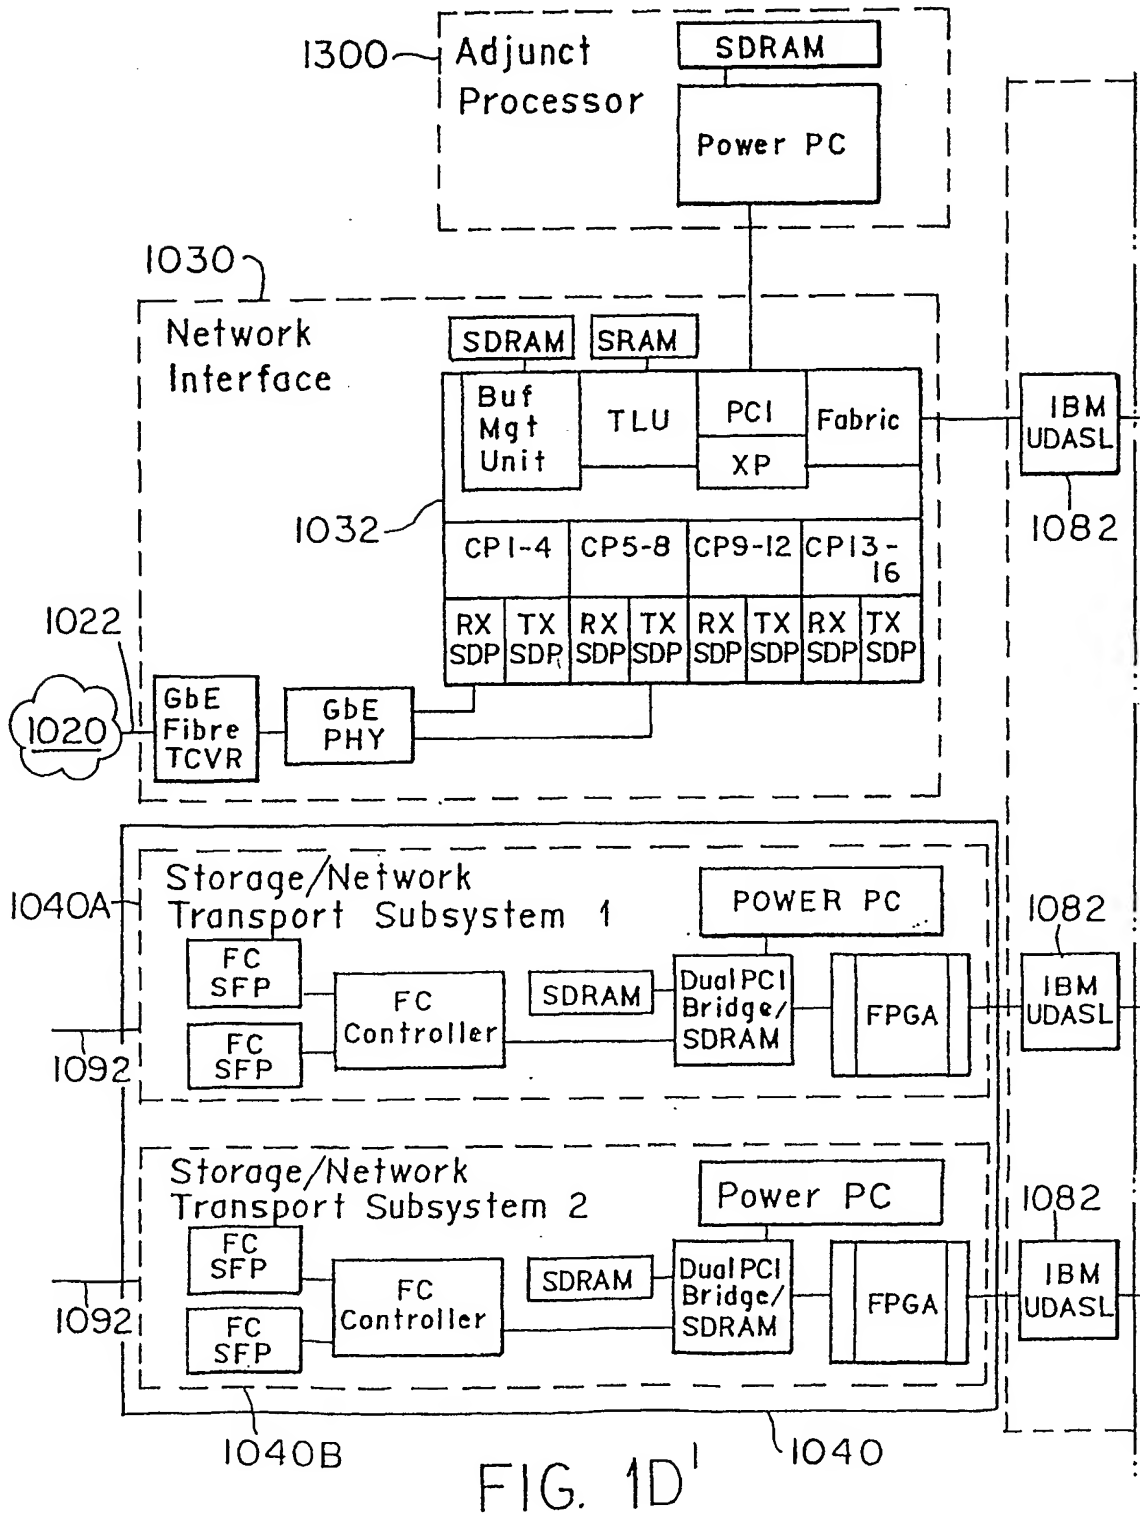 1300
Adjunct
Processor
SDRAM
Power PC
1030
Network
Interface
SDRAM
SRAM
Buf
Mgt
Unit
TLU
PCI
XP
Fabric
IBM
UDASL
1082
1032
CP1-4
CP5-8
CP9-12
CP13-
16
RX
SDP
TX
SDP
RX
SDP
TX
SDP
RX
SDP
TX
SDP
RX
SDP
TX
SDP
1022
1020
GbE
Fibre
TCVR
GbE
PHY
1040A
Storage/Network
Transport Subsystem 1
POWER PC
FC
SFP
FC
SFP
FC
Controller
SDRAM
Dual PCI
Bridge/
SDRAM
FPGA
1082
IBM
UDASL
1092
Storage/Network
Transport Subsystem 2
Power PC
FC
SFP
FC
SFP
FC
Controller
SDRAM
Dual PCI
Bridge/
SDRAM
FPGA
1082
IBM
UDASL
1092
1040B
1040
FIG. 1D'